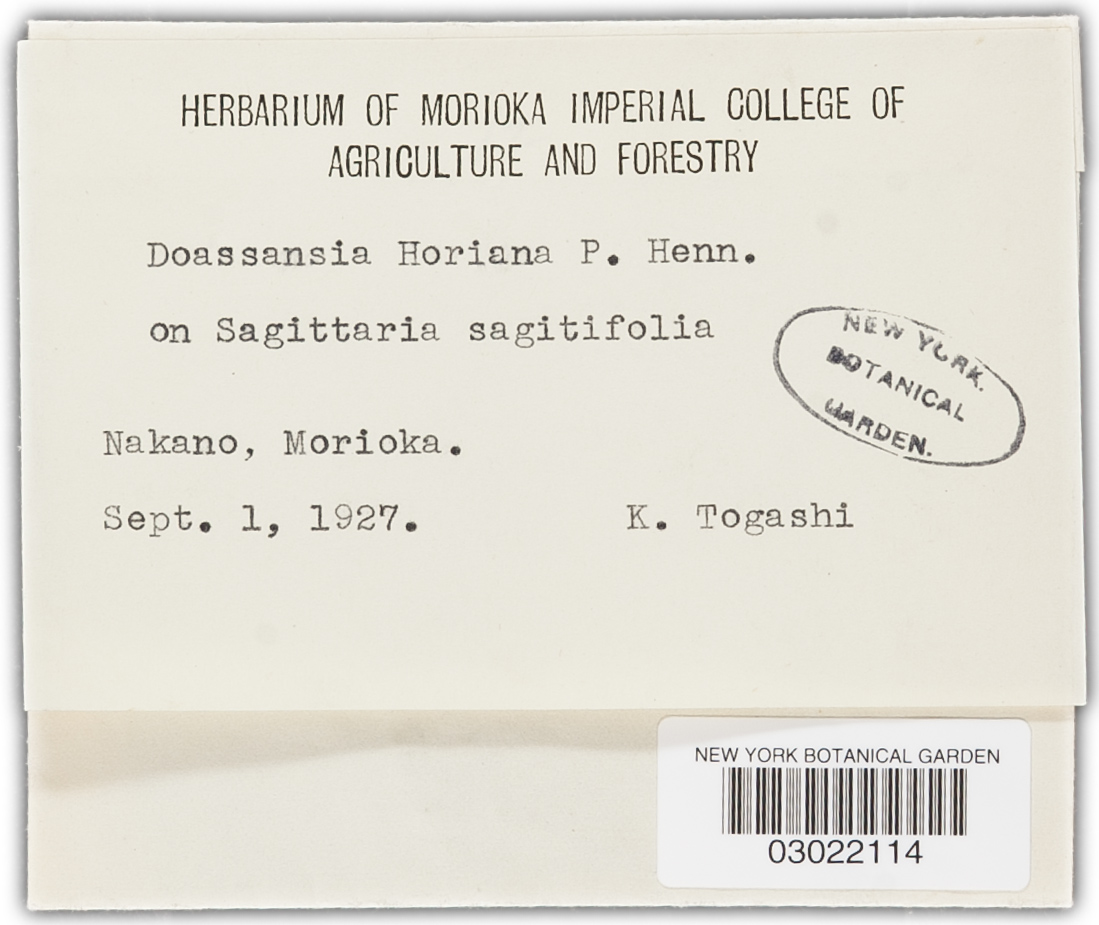 HERBARIUM OF MORIOKA IMPERIAL COLLEGE OF
AGRICULTURE AND FORESTRY
Doassansia Horiana P. Henn.
on Sagittaria sagitifolia
NEW YORK.
BOTANICAL
GARDEN.
Nakano, Morioka.
Sept. 1, 1927. K. Togashi
NEW YORK BOTANICAL GARDEN
03022114